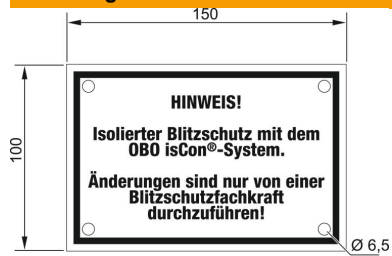 150
HINWEIS!
Isolierter Blitzschutz mit dem
OBO isCon®-System.
Änderungen sind nur von einer
Blitzschutzfachkraft
durchzuführen!
100
Ø 6,5